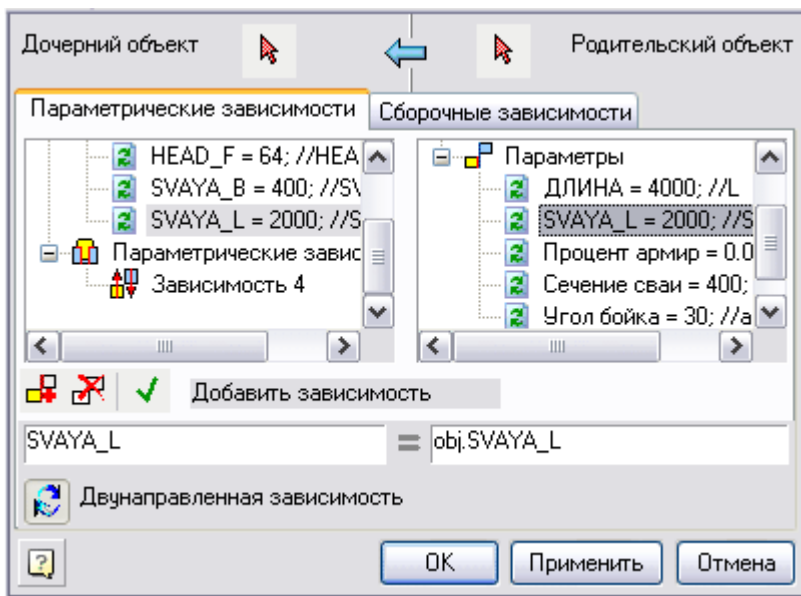 Дочерний объект
Родительский объект
Параметрические зависимости
Сборочные зависимости
HEAD_F = 64; //HEA
SVAYA_B = 400; //SV
SVAYA_L = 2000; //S
Параметрические завис
Зависимость 4
Параметры
ДЛИНА = 4000; //L
SVAYA_L = 2000; //S
Процент армир = 0.0
Сечение сваи = 400;
Угол бойка = 30; //a
Добавить зависимость
SVAYA_L = obj.SVAYA_L
Двунаправленная зависимость
? OK Применить Отмена